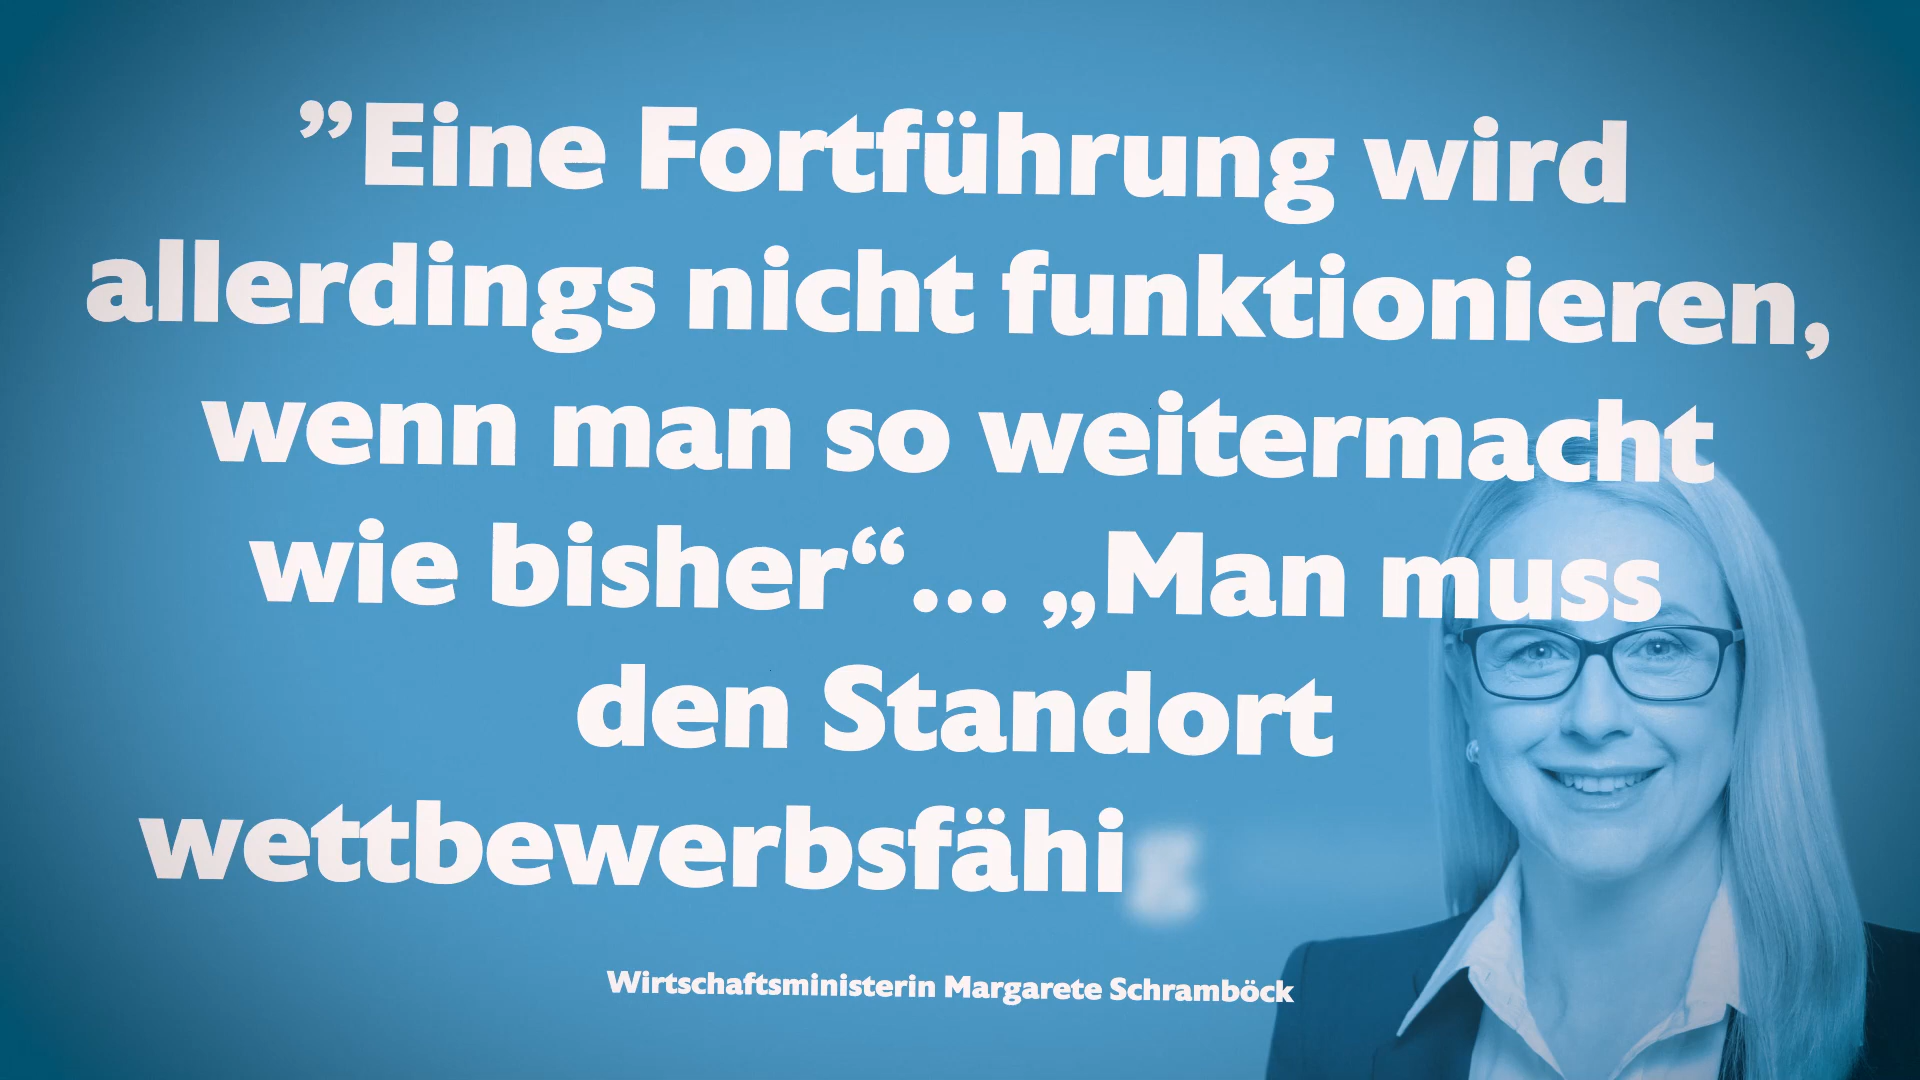 ”Eine Fortführung wird
allerdings nicht funktionieren,
wenn man so weitermacht
wie bisher“... „Man muss
den Standort
wettbewerbsfähig
Wirtschaftsministerin Margarete Schramböck